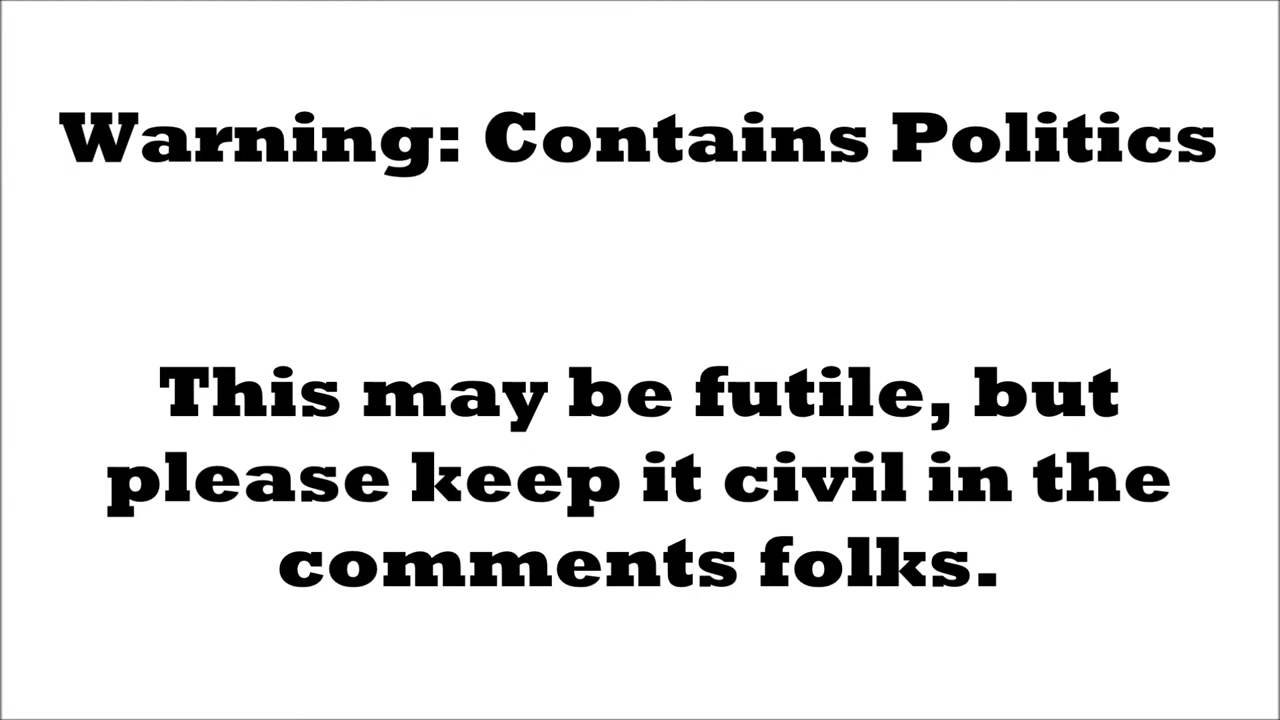 Warning: Contains Politics
This may be futile, but
please keep it civil in the
comments folks.